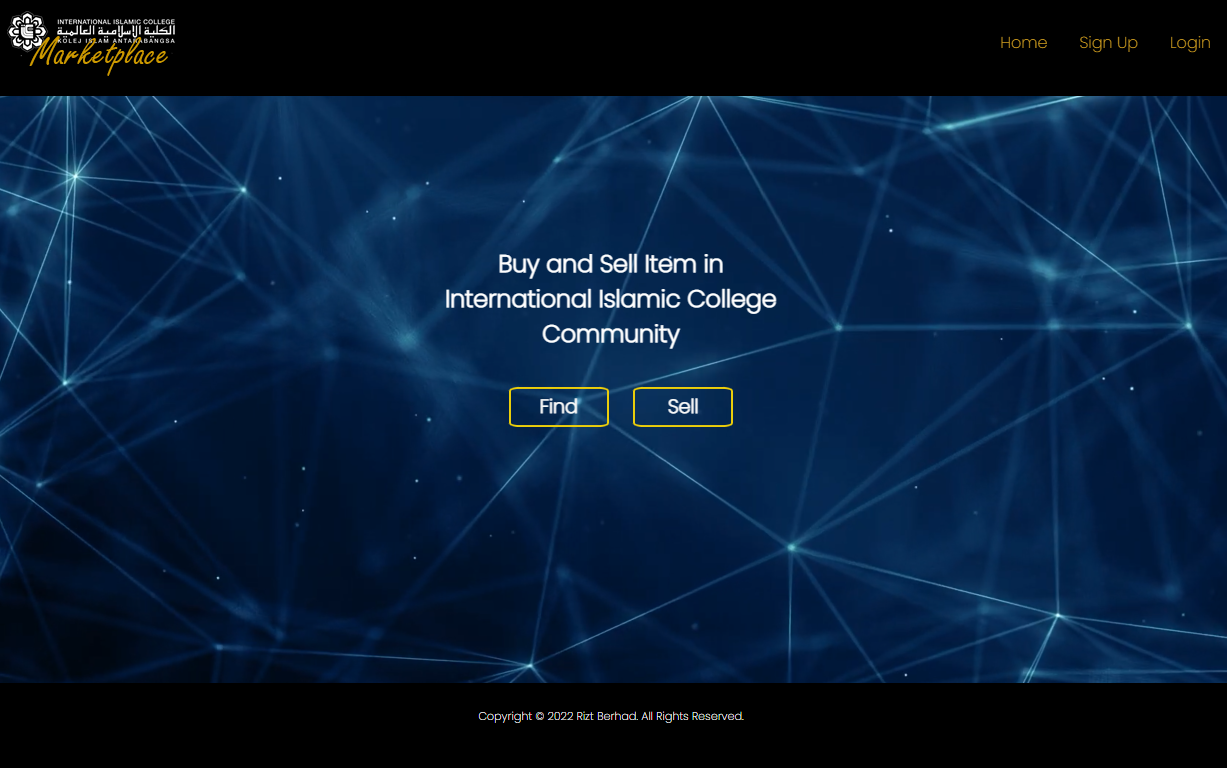 INTERNATIONAL ISLAMIC COLLEGE
الكلية الإسلامية العالمية
KOLEJ ISLAM ANTARABANGSA
Marketplace
Home Sign Up Login
Buy and Sell Item in
International Islamic College
Community
Find Sell
Copyright © 2022 Rizt Berhad. All Rights Reserved.